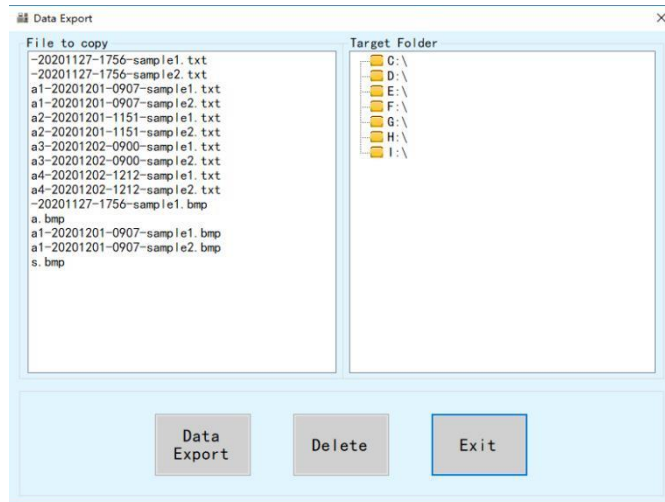 Data Export
File to copy
-20201127-1756-sample1.txt
-20201127-1756-sample2.txt
a1-20201201-0907-sample1.txt
a1-20201201-0907-sample2.txt
a2-20201201-1151-sample1.txt
a2-20201201-1151-sample2.txt
a3-20201202-0900-sample1.txt
a3-20201202-0900-sample2.txt
a4-20201202-1212-sample1.txt
a4-20201202-1212-sample2.txt
-20201127-1756-sample1.bmp
a.bmp
a1-20201201-0907-sample1.bmp
a1-20201201-0907-sample2.bmp
s.bmp
Target Folder
C:\
D:\
E:\
F:\
G:\
H:\
I:\
Data
Export
Delete
Exit